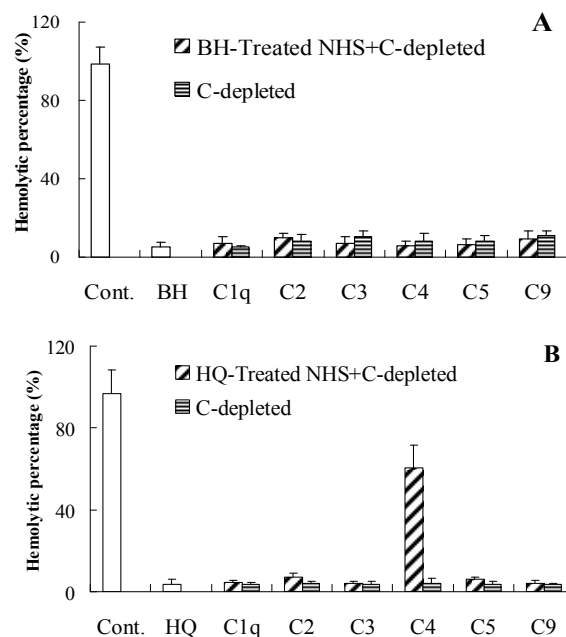 A
Hemolytic percentage (%)
120
80
40
0
BH-Treated NHS+C-depleted
C-depleted
Cont. BH C1q C2 C3 C4 C5 C9
B
Hemolytic percentage (%)
120
80
40
0
HQ-Treated NHS+C-depleted
C-depleted
Cont. HQ C1q C2 C3 C4 C5 C9